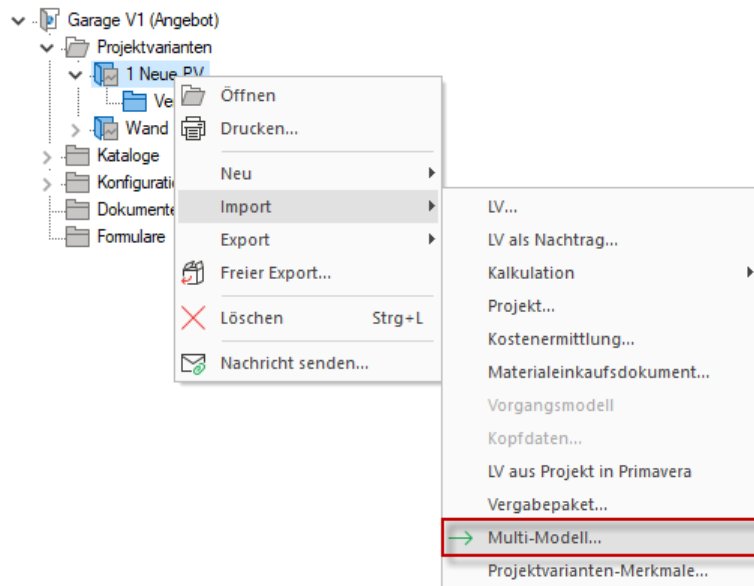 Garage V1 (Angebot)
Projektvarianten
1 Neue PV
Ve
Wand
Kataloge
Konfigurati
Dokumente
Formulare
Öffnen
Drucken...
Neu
Import
Export
Freier Export...
Löschen Strg+L
Nachricht senden...
LV...
LV als Nachtrag...
Kalkulation
Projekt...
Kostenermittlung...
Materialeinkaufsdokument...
Vorgangsmodell
Kopfdaten...
LV aus Projekt in Primavera
Vergabepaket...
Multi-Modell...
Projektvarianten-Merkmale...